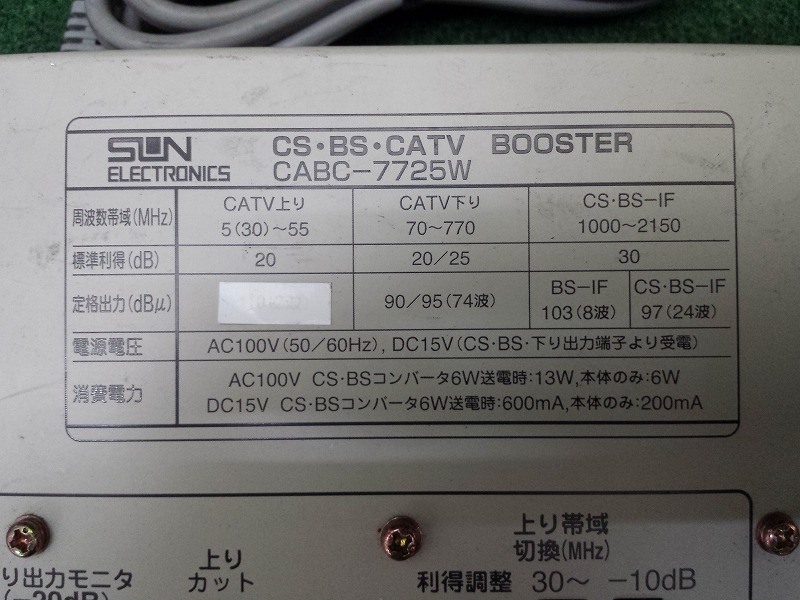 SUN ELECTRONICS
CS・BS・CATV BOOSTER
CABC-7725W
周波数帯域(MHz)
CATV上り
5(30)～55
CATV下り
70～770
CS・BS-IF
1000～2150
標準利得(dB)
20
20／25
30
定格出力(dBμ)
90／95(74波)
BS-IF
103(8波)
CS・BS-IF
97(24波)
電源電圧
AC100V(50／60Hz), DC15V(CS・BS・下り出力端子より受電)
消費電力
AC100V CS・BSコンバータ6W送電時:13W,本体のみ:6W
DC15V CS・BSコンバータ6W送電時:600mA,本体のみ:200mA
り出力モニタ
(-20dB)
上り
カット
上り帯域
切換(MHz)
利得調整 30～ -10dB